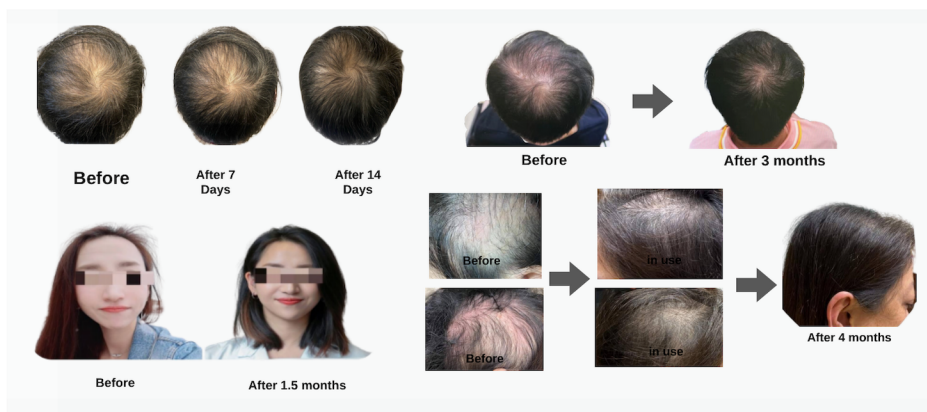 Before
After 7
Days
After 14
Days
Before
After 3 months
Before
After 1.5 months
Before
in use
Before
in use
After 4 months